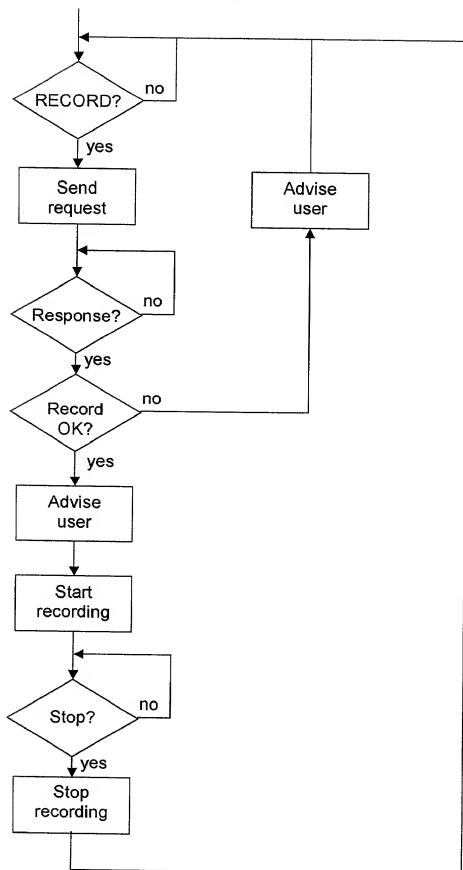 RECORD?
no
yes
Send
request
Advise
user
Response?
no
yes
Record
OK?
no
yes
Advise
user
Start
recording
Stop?
no
yes
Stop
recording